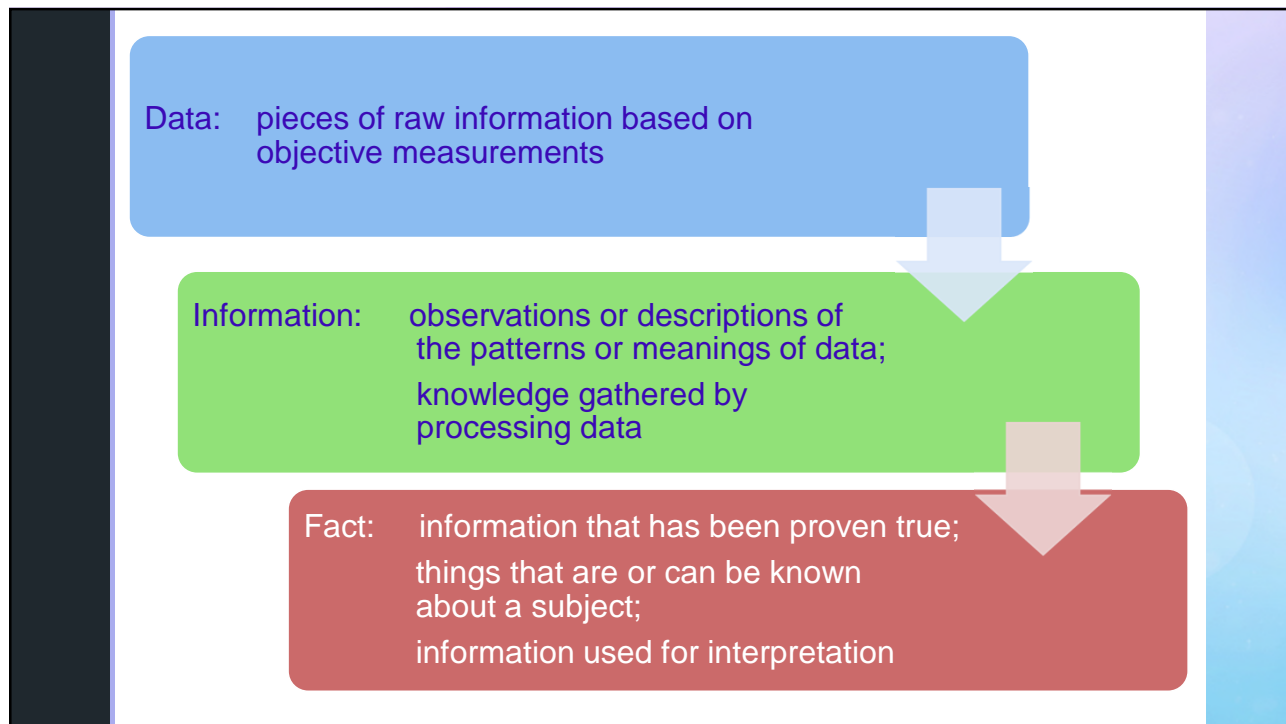 Data: pieces of raw information based on
objective measurements
Information: observations or descriptions of
the patterns or meanings of data;
knowledge gathered by
processing data
Fact: information that has been proven true;
things that are or can be known
about a subject;
information used for interpretation